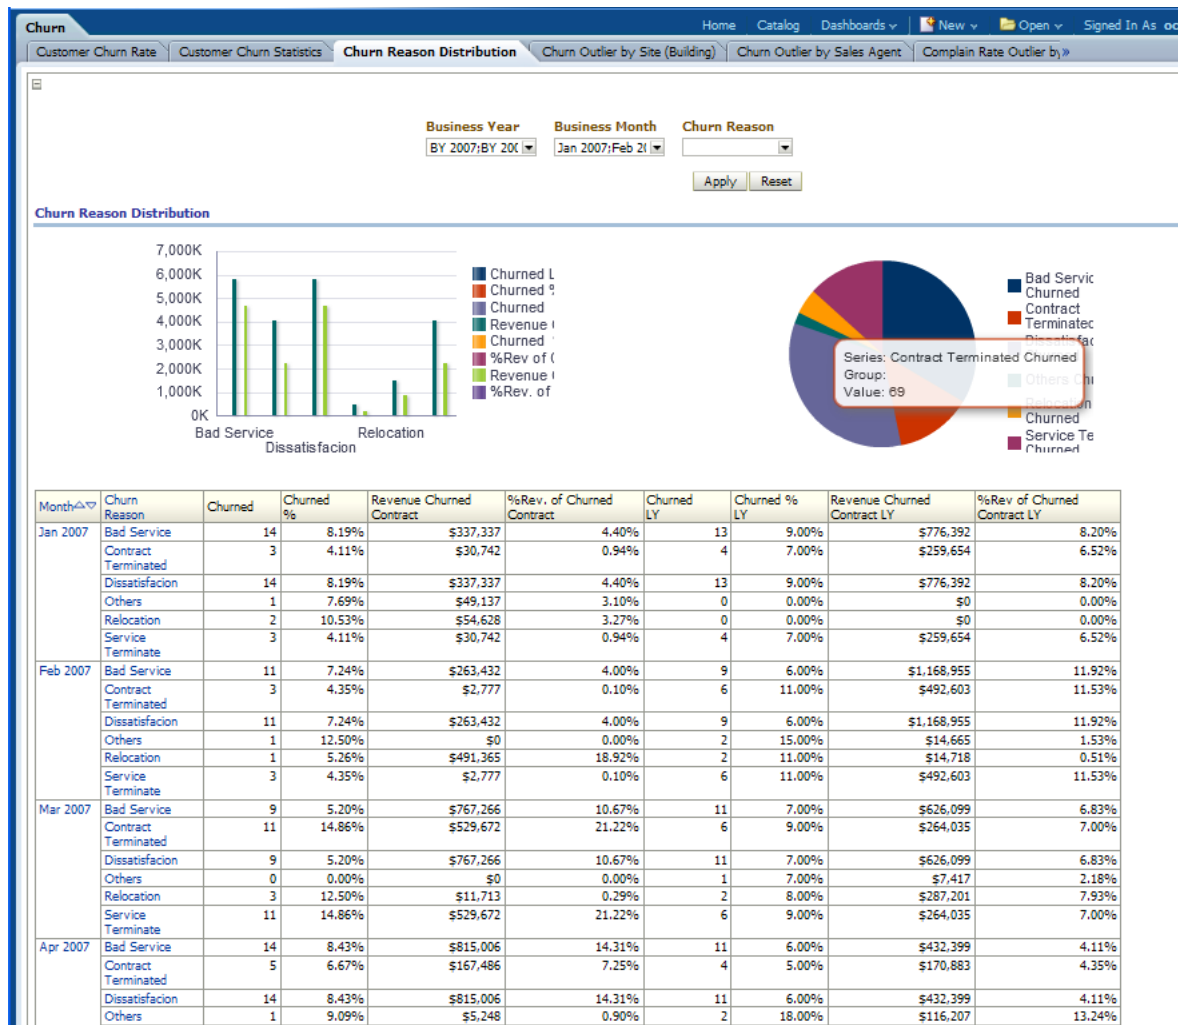 Churn
Home Catalog Dashboards New Open Signed In As oc
Customer Churn Rate Customer Churn Statistics Churn Reason Distribution Churn Outlier by Site (Building) Churn Outlier by Sales Agent Complain Rate Outlier by »
Business Year Business Month Churn Reason
BY 2007;BY 200 Jan 2007;Feb 20
Apply Reset
Churn Reason Distribution
7,000K
6,000K
5,000K
4,000K
3,000K
2,000K
1,000K
0K
Bad Service
Dissatisfacion
Relocation
Churned L
Churned %
Churned
Revenue
Churned
%Rev of
Revenue
%Rev. of
Bad Servic
Churned
Contract
Terminated
Others Chu
Relocation
Churned
Service Te
Churned
Series: Contract Terminated Churned
Group:
Value: 69
Month Churn Reason Churned Churned % Revenue Churned Contract %Rev. of Churned Contract Churned LY Churned % LY Revenue Churned Contract LY %Rev of Churned Contract LY
Jan 2007 Bad Service 14 8.19% $337,337 4.40% 13 9.00% $776,392 8.20%
Contract Terminated 3 4.11% $30,742 0.94% 4 7.00% $259,654 6.52%
Dissatisfacion 14 8.19% $337,337 4.40% 13 9.00% $776,392 8.20%
Others 1 7.69% $49,137 3.10% 0 0.00% $0 0.00%
Relocation 2 10.53% $54,628 3.27% 0 0.00% $0 0.00%
Service Terminate 3 4.11% $30,742 0.94% 4 7.00% $259,654 6.52%
Feb 2007 Bad Service 11 7.24% $263,432 4.00% 9 6.00% $1,168,955 11.92%
Contract Terminated 3 4.35% $2,777 0.10% 6 11.00% $492,603 11.53%
Dissatisfacion 11 7.24% $263,432 4.00% 9 6.00% $1,168,955 11.92%
Others 1 12.50% $0 0.00% 2 15.00% $14,665 1.53%
Relocation 1 5.26% $491,365 18.92% 2 11.00% $14,718 0.51%
Service Terminate 3 4.35% $2,777 0.10% 6 11.00% $492,603 11.53%
Mar 2007 Bad Service 9 5.20% $767,266 10.67% 11 7.00% $626,099 6.83%
Contract Terminated 11 14.86% $529,672 21.22% 6 9.00% $264,035 7.00%
Dissatisfacion 9 5.20% $767,266 10.67% 11 7.00% $626,099 6.83%
Others 0 0.00% $0 0.00% 1 7.00% $7,417 2.18%
Relocation 3 12.50% $11,713 0.29% 2 8.00% $287,201 7.93%
Service Terminate 11 14.86% $529,672 21.22% 6 9.00% $264,035 7.00%
Apr 2007 Bad Service 14 8.43% $815,006 14.31% 11 6.00% $432,399 4.11%
Contract Terminated 5 6.67% $167,486 7.25% 4 5.00% $170,883 4.35%
Dissatisfacion 14 8.43% $815,006 14.31% 11 6.00% $432,399 4.11%
Others 1 9.09% $5,248 0.90% 2 18.00% $116,207 13.24%